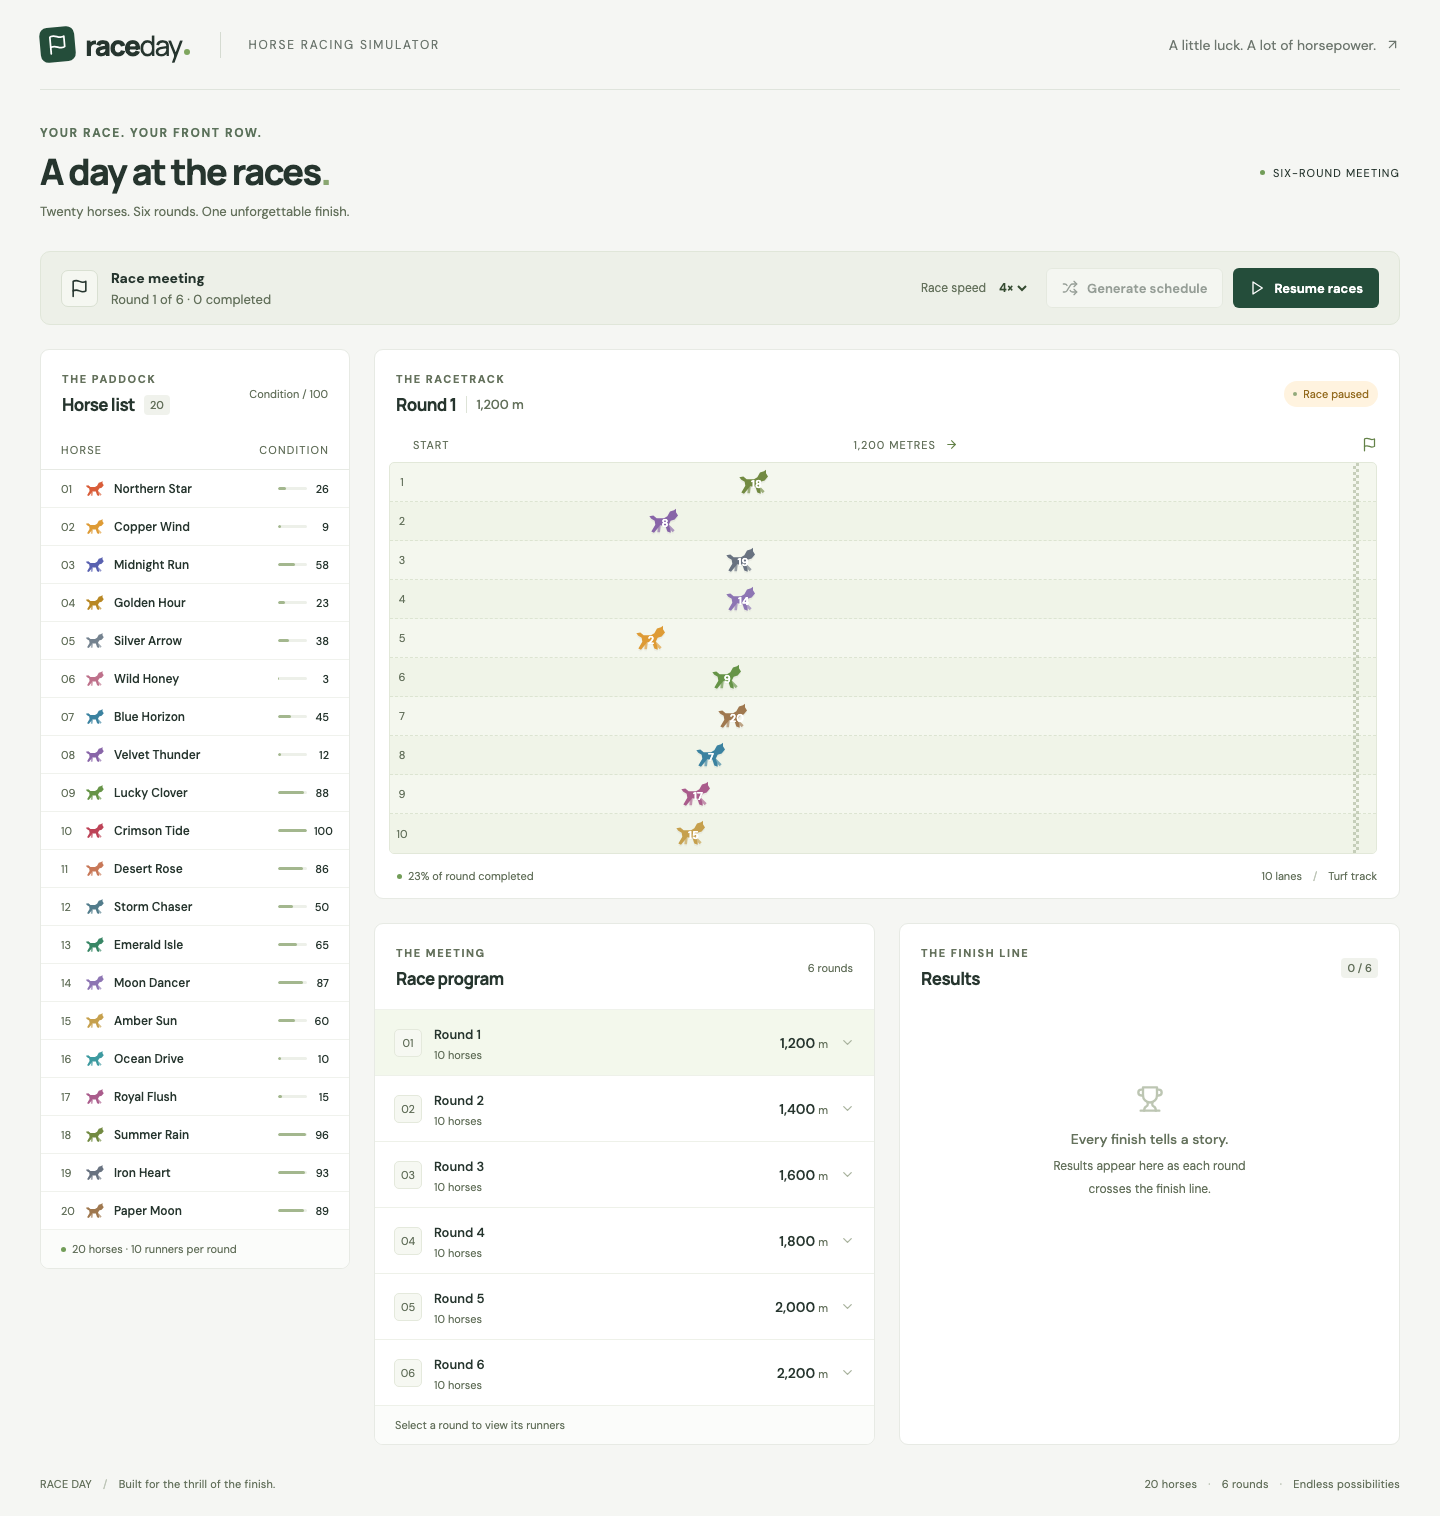 raceday.
HORSE RACING SIMULATOR
A little luck. A lot of horsepower.
YOUR RACE. YOUR FRONT ROW.
A day at the races.
Twenty horses. Six rounds. One unforgettable finish.
SIX-ROUND MEETING
Race meeting
Round 1 of 6 · 0 completed
Race speed 4×
Generate schedule
Resume races
THE PADDOCK
Horse list 20
Condition / 100
HORSE CONDITION
01 Northern Star 26
02 Copper Wind 9
03 Midnight Run 58
04 Golden Hour 23
05 Silver Arrow 38
06 Wild Honey 3
07 Blue Horizon 45
08 Velvet Thunder 12
09 Lucky Clover 88
10 Crimson Tide 100
11 Desert Rose 86
12 Storm Chaser 50
13 Emerald Isle 65
14 Moon Dancer 87
15 Amber Sun 60
16 Ocean Drive 10
17 Royal Flush 15
18 Summer Rain 96
19 Iron Heart 93
20 Paper Moon 89
20 horses · 10 runners per round
THE RACETRACK
Round 1 1,200 m
Race paused
START 1,200 METRES →
1 18
2 8
3 19
4 14
5 2
6 9
7 20
8 7
9 17
10 15
23% of round completed
10 lanes / Turf track
THE MEETING
Race program
6 rounds
01 Round 1 10 horses 1,200 m
02 Round 2 10 horses 1,400 m
03 Round 3 10 horses 1,600 m
04 Round 4 10 horses 1,800 m
05 Round 5 10 horses 2,000 m
06 Round 6 10 horses 2,200 m
Select a round to view its runners
THE FINISH LINE
Results
0 / 6
Every finish tells a story.
Results appear here as each round
crosses the finish line.
RACE DAY / Built for the thrill of the finish.
20 horses · 6 rounds · Endless possibilities